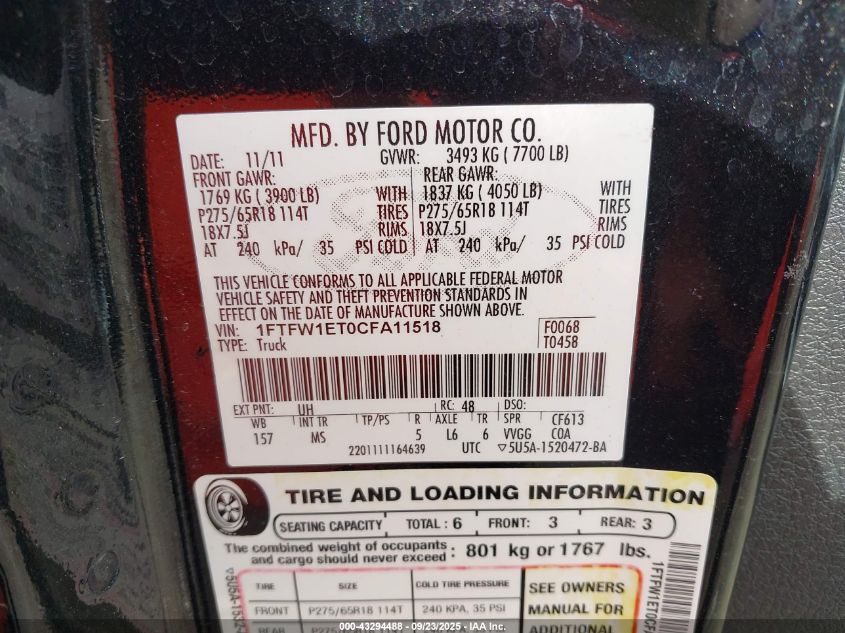 MFD. BY FORD MOTOR CO.
DATE: 11/11 GVWR: 3493 KG ( 7700 LB)
FRONT GAWR: REAR GAWR:
1769 KG ( 3900 LB) WITH 1837 KG ( 4050 LB) WITH
P275/65R18 114T TIRES P275/65R18 114T TIRES
18X7.5J RIMS 18X7.5J RIMS
AT 240 kPa/ 35 PSI COLD AT 240 kPa/ 35 PSI COLD
THIS VEHICLE CONFORMS TO ALL APPLICABLE FEDERAL MOTOR
VEHICLE SAFETY AND THEFT PREVENTION STANDARDS IN
EFFECT ON THE DATE OF MANUFACTURE SHOWN ABOVE.
VIN: 1FTFW1ET0CFA11518 F0068
TYPE: Truck T0458
EXT PNT: UH RC: 48 DSO:
WB INT TR TP/PS R AXLE TR SPR CF613
157 MS 5 L6 6 VVGG COA
2201111164639 UTC ▽5U5A-1520472-BA
TIRE AND LOADING INFORMATION
SEATING CAPACITY TOTAL : 6 FRONT: 3 REAR: 3
The combined weight of occupants and cargo should never exceed : 801 kg or 1767 lbs.
TIRE SIZE COLD TIRE PRESSURE SEE OWNERS
FRONT P275/65R18 114T 240 KPA, 35 PSI MANUAL FOR
ADDITIONAL
000-43294488 - 09/23/2025 - IAA, Inc.